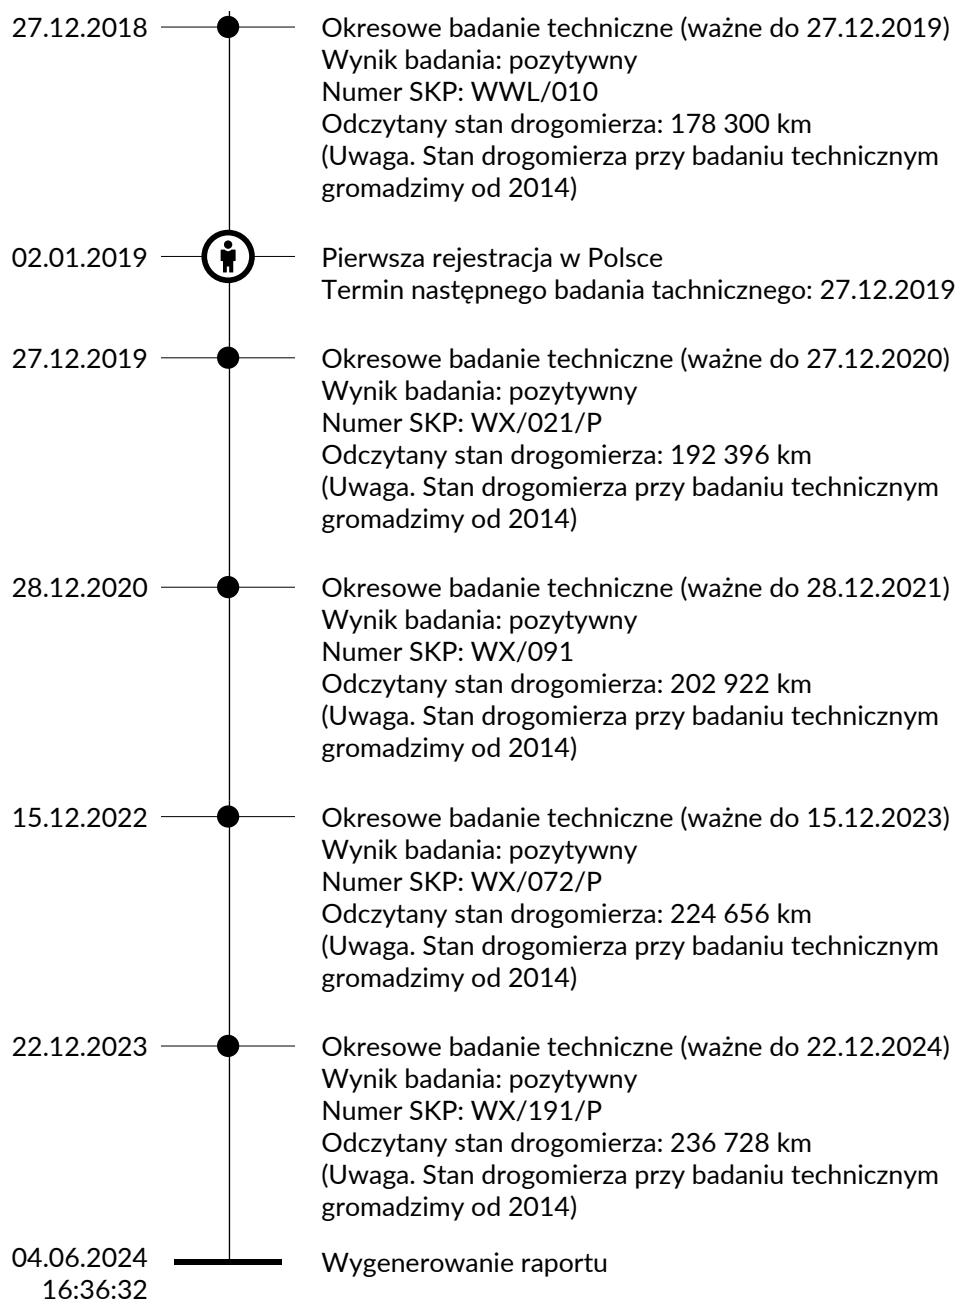 27.12.2018 Okresowe badanie techniczne (ważne do 27.12.2019)
Wynik badania: pozytywny
Numer SKP: WWL/010
Odczytany stan drogomierza: 178 300 km
(Uwaga. Stan drogomierza przy badaniu technicznym
gromadzimy od 2014)
02.01.2019 Pierwsza rejestracja w Polsce
Termin następnego badania tachnicznego: 27.12.2019
27.12.2019 Okresowe badanie techniczne (ważne do 27.12.2020)
Wynik badania: pozytywny
Numer SKP: WX/021/P
Odczytany stan drogomierza: 192 396 km
(Uwaga. Stan drogomierza przy badaniu technicznym
gromadzimy od 2014)
28.12.2020 Okresowe badanie techniczne (ważne do 28.12.2021)
Wynik badania: pozytywny
Numer SKP: WX/091
Odczytany stan drogomierza: 202 922 km
(Uwaga. Stan drogomierza przy badaniu technicznym
gromadzimy od 2014)
15.12.2022 Okresowe badanie techniczne (ważne do 15.12.2023)
Wynik badania: pozytywny
Numer SKP: WX/072/P
Odczytany stan drogomierza: 224 656 km
(Uwaga. Stan drogomierza przy badaniu technicznym
gromadzimy od 2014)
22.12.2023 Okresowe badanie techniczne (ważne do 22.12.2024)
Wynik badania: pozytywny
Numer SKP: WX/191/P
Odczytany stan drogomierza: 236 728 km
(Uwaga. Stan drogomierza przy badaniu technicznym
gromadzimy od 2014)
04.06.2024 Wygenerowanie raportu
16:36:32